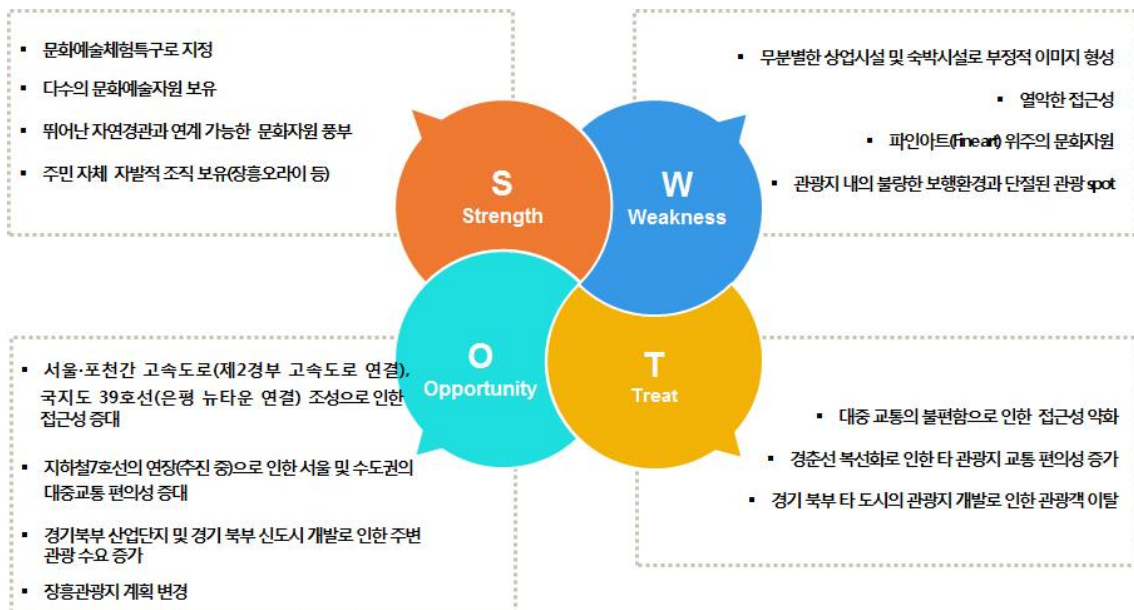 ▪ 문화예술체험특구로 지정
▪ 다수의 문화예술자원 보유
▪ 뛰어난 자연경관과 연계 가능한 문화자원 풍부
▪ 주민 자체 자발적 조직 보유(장흥오라이 등)
▪ 무분별한 상업시설 및 숙박시설로 부정적 이미지 형성
▪ 열악한 접근성
▪ 파인아트(Fine art) 위주의 문화자원
▪ 관광지 내의 불량한 보행환경과 단절된 관광 spot
S
Strength
W
Weakness
O
Opportunity
T
Treat
▪ 서울·포천간 고속도로(제2경부 고속도로 연결),
국지도 39호선(은평 뉴타운 연결) 조성으로 인한
접근성 증대
▪ 지하철7호선의 연장(추진 중)으로 인한 서울 및 수도권의
대중교통 편의성 증대
▪ 경기북부 산업단지 및 경기 북부 신도시 개발로 인한 주변
관광 수요 증가
▪ 장흥관광지 계획 변경
▪ 대중 교통의 불편함으로 인한 접근성 악화
▪ 경춘선 복선화로 인한 타 관광지 교통 편의성 증가
▪ 경기 북부 타 도시의 관광지 개발로 인한 관광객 이탈